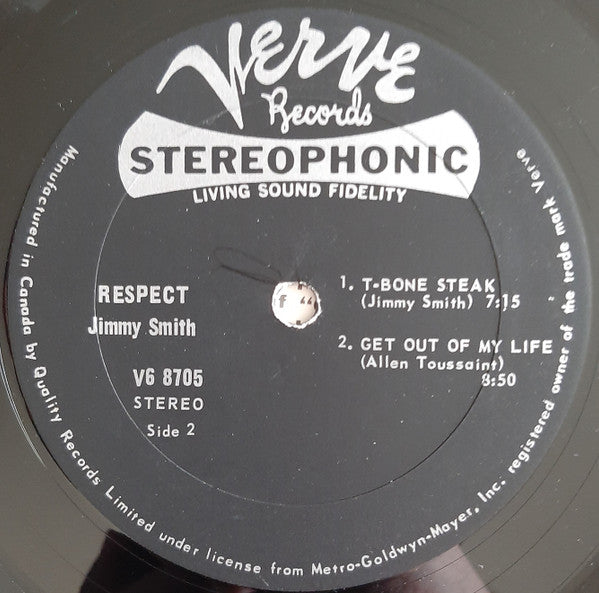 Verve
Records
STEREOPHONIC
LIVING SOUND FIDELITY
RESPECT
Jimmy Smith
V6 8705
STEREO
Side 2
1. T-BONE STEAK
(Jimmy Smith) 7:15
2. GET OUT OF MY LIFE
(Allen Toussaint)
8:50
Manufactured in Canada by Quality Records Limited under license from Metro-Goldwyn-Mayer, Inc. registered owner of the trade mark Verve